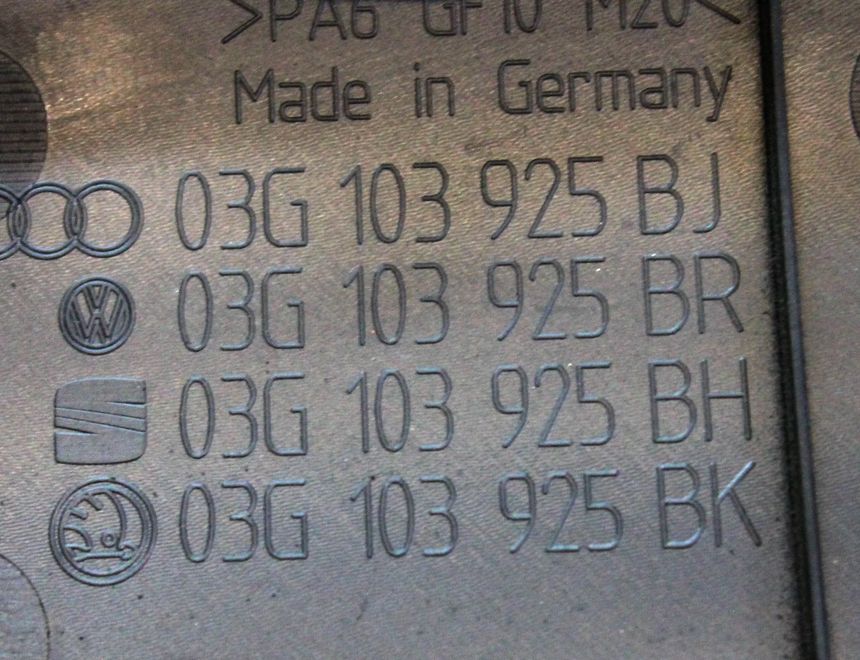 >PA6 GF10 M20<
Made in Germany
03G 103 925 BJ
03G 103 925 BR
03G 103 925 BH
03G 103 925 BK